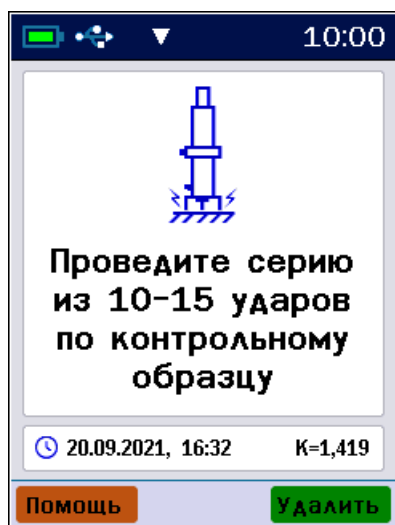 10:00
Проведите серию
из 10-15 ударов
по контрольному
образцу
20.09.2021, 16:32 K=1,419
Помощь Удалить